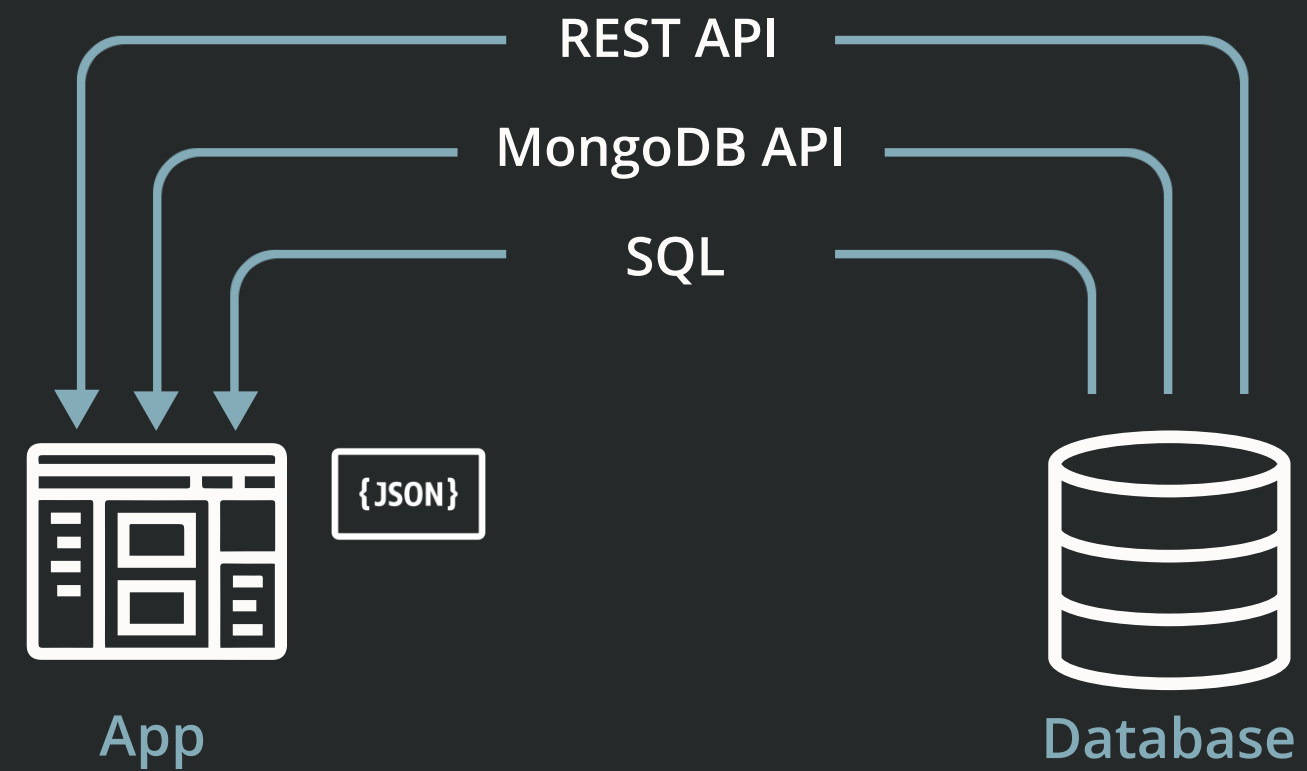 REST API
MongoDB API
SQL
{JSON}
App
Database